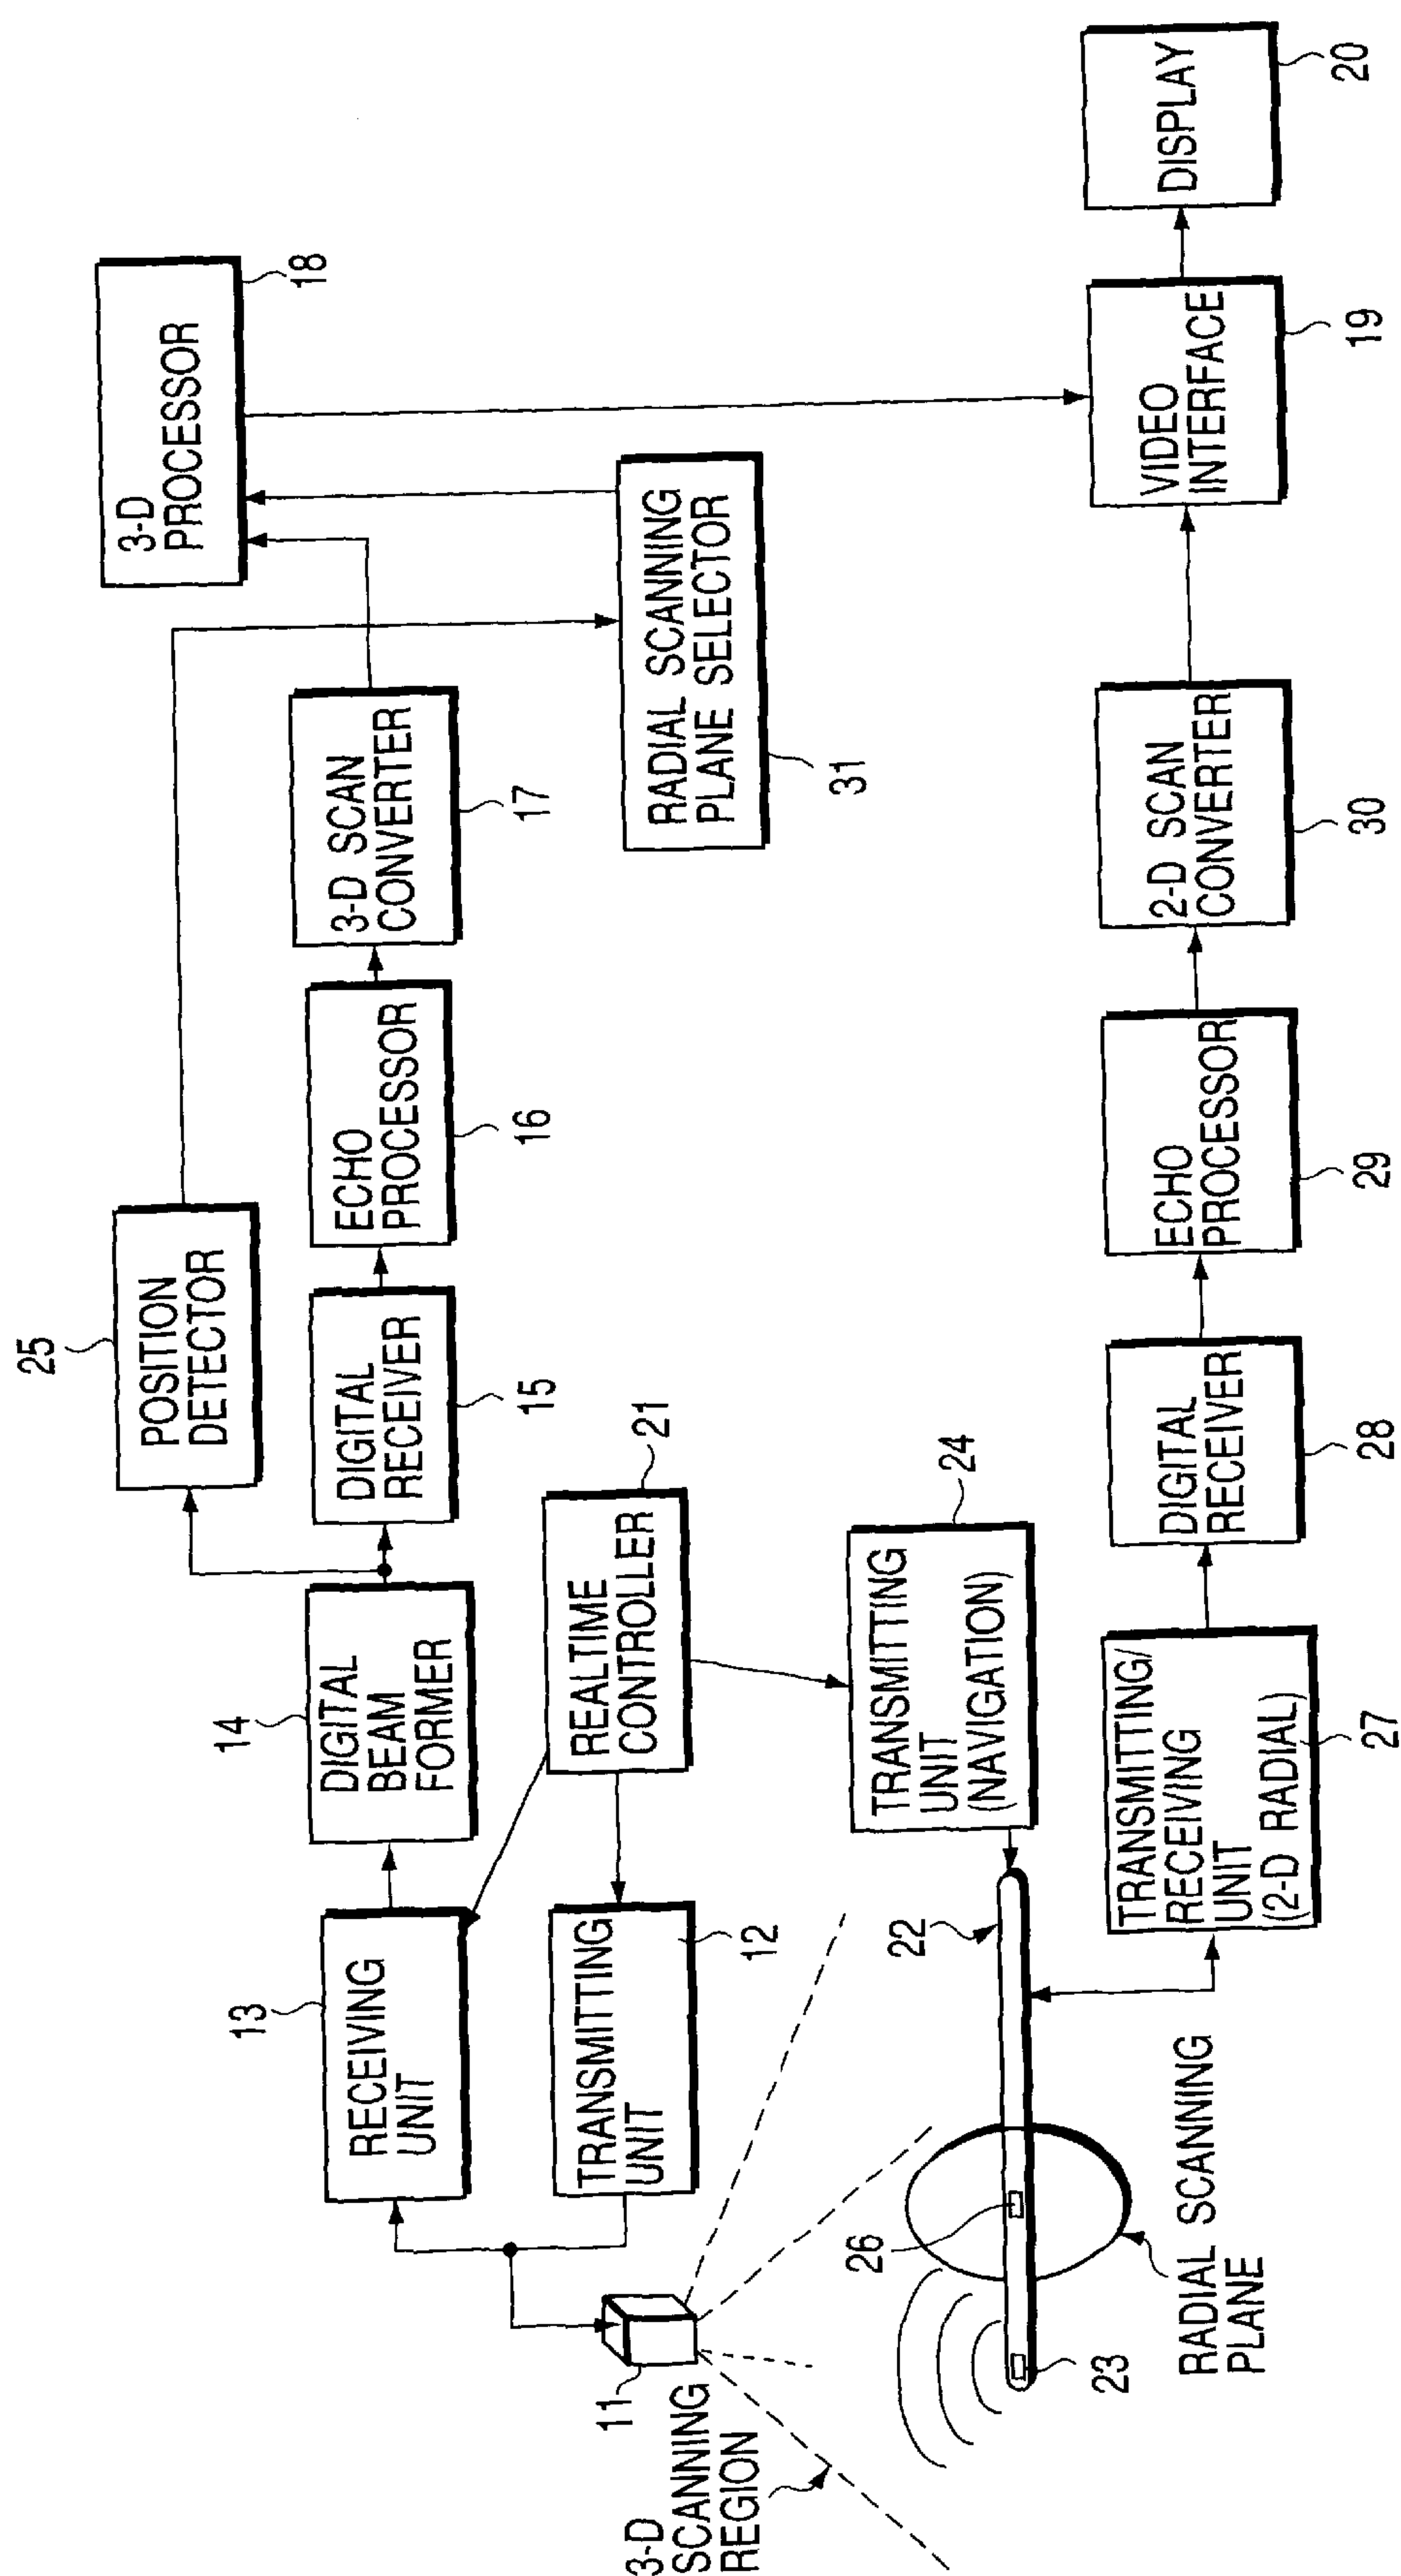 25
POSITION
DETECTOR
3-D
PROCESSOR
18
13
RECEIVING
UNIT
14
DIGITAL
BEAM
FORMER
DIGITAL
RECEIVER
15
ECHO
PROCESSOR
16
3-D SCAN
CONVERTER
17
RADIAL SCANNING
PLANE SELECTOR
31
TRANSMITTING
UNIT
12
REALTIME
CONTROLLER
21
11
3-D
SCANNING
REGION
TRANSMITTING
UNIT
(NAVIGATION)
24
22
26
23
RADIAL SCANNING
PLANE
TRANSMITTING/
RECEIVING
UNIT
(2-D RADIAL)
27
DIGITAL
RECEIVER
28
ECHO
PROCESSOR
29
2-D SCAN
CONVERTER
30
VIDEO
INTERFACE
19
DISPLAY
20